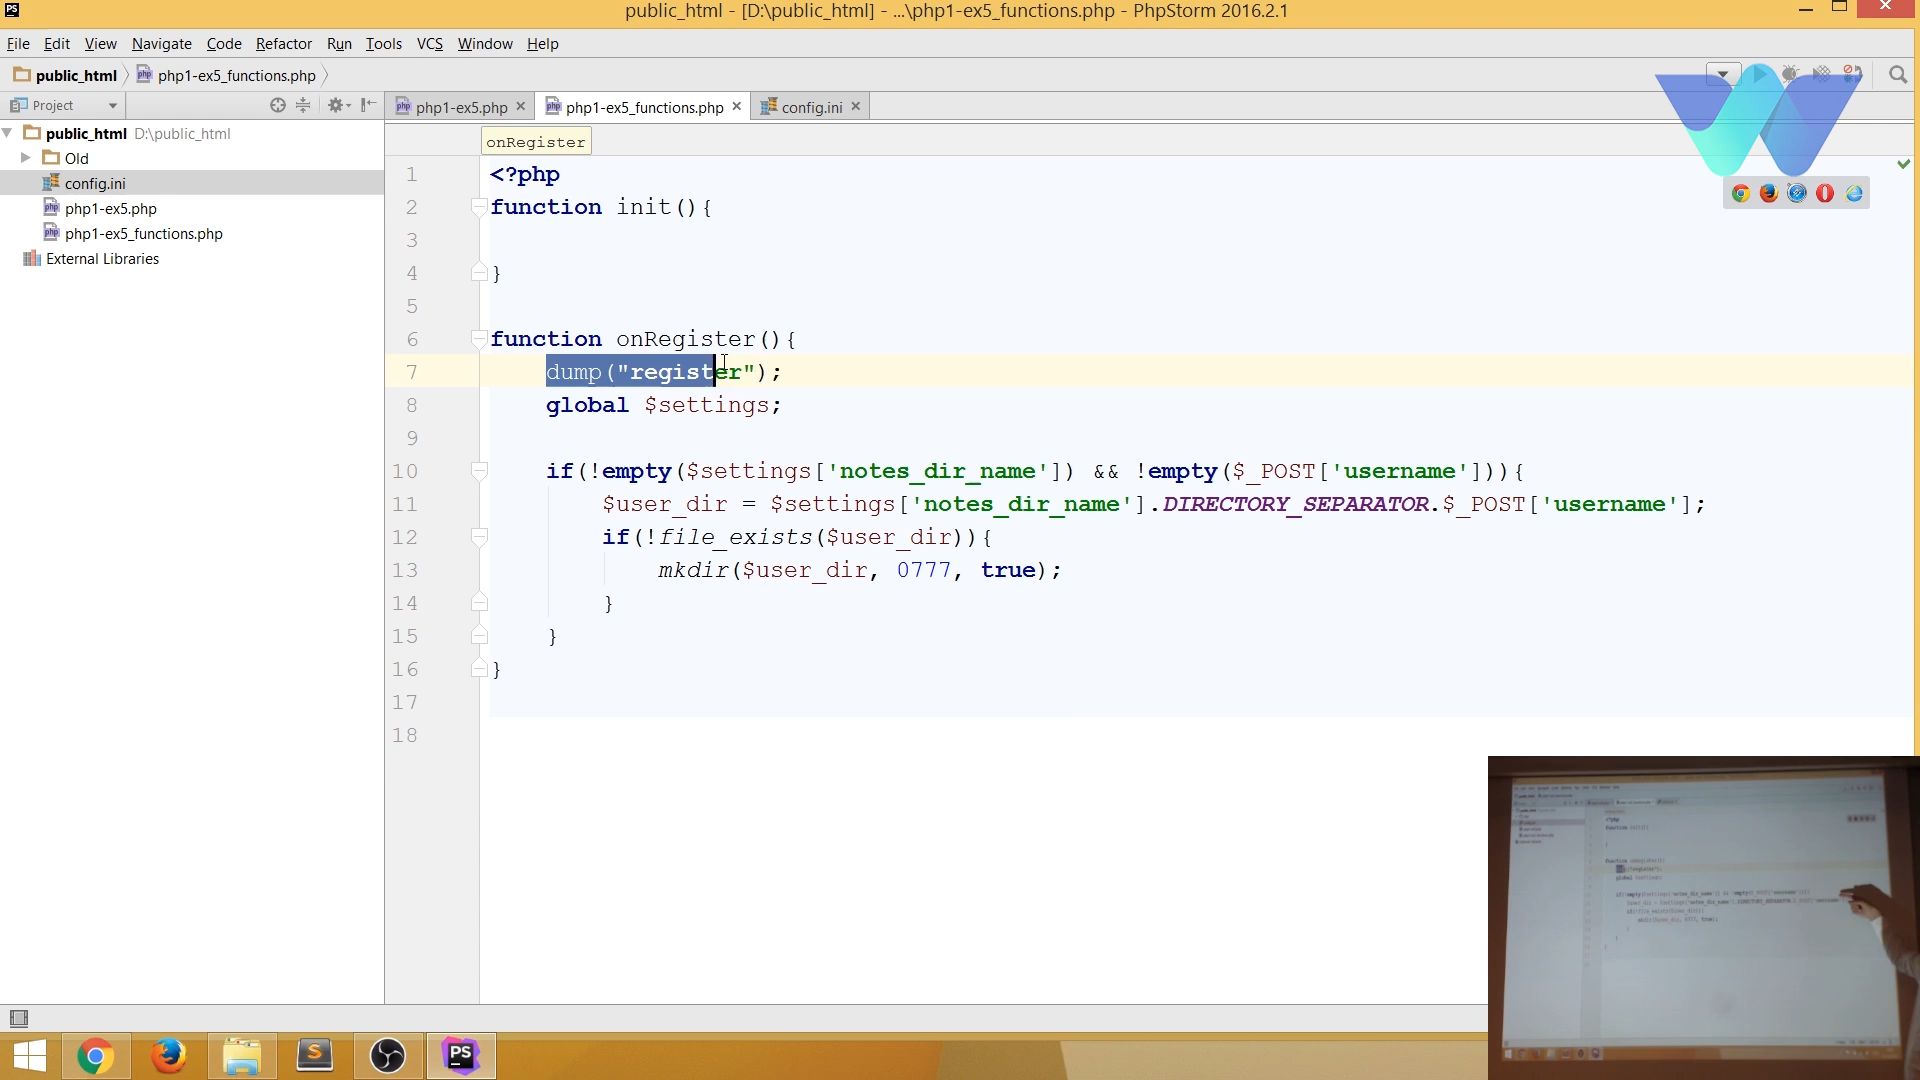 public_html - [D:\public_html] - ...\php1-ex5_functions.php - PhpStorm 2016.2.1
File Edit View Navigate Code Refactor Run Tools VCS Window Help
public_html php1-ex5_functions.php
Project
php1-ex5.php php1-ex5_functions.php config.ini
public_html D:\public_html
Old
config.ini
php1-ex5.php
php1-ex5_functions.php
External Libraries
onRegister
1 <?php
2 function init(){
3
4 }
5
6 function onRegister(){
7 dump("register");
8 global $settings;
9
10 if(!empty($settings['notes_dir_name']) && !empty($_POST['username'])){
11 $user_dir = $settings['notes_dir_name'].DIRECTORY_SEPARATOR.$_POST['username'];
12 if(!file_exists($user_dir)){
13 mkdir($user_dir, 0777, true);
14 }
15 }
16 }
17
18